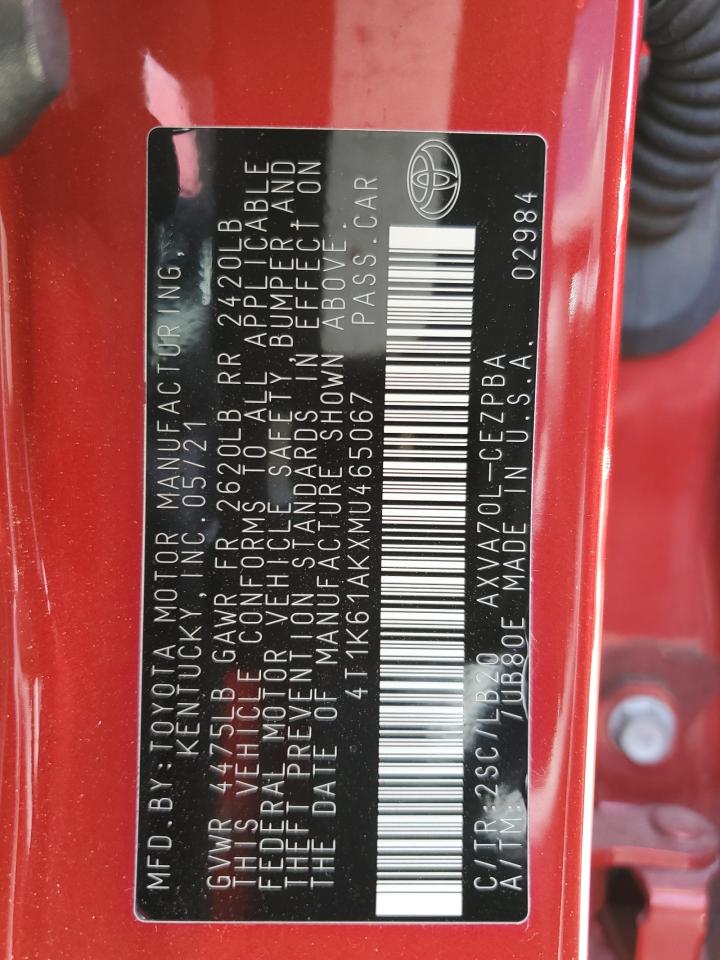 MFD.BY:TOYOTA MOTOR MANUFACTURING,
KENTUCKY,INC.05/21
GVWR 4475LB GAWR FR 2620LB RR 2420LB
THIS VEHICLE CONFORMS TO ALL APPLICABLE
FEDERAL MOTOR VEHICLE SAFETY,BUMPER,AND
THEFT PREVENTION STANDARDS IN EFFECT ON
THE DATE OF MANUFACTURE SHOWN ABOVE.
4T1K61AKXMU465067 PASS.CAR
C/TR:2SC/LB20 AXVA70L-CEZPBA
A/TM: /UB80E MADE IN U.S.A. 02984